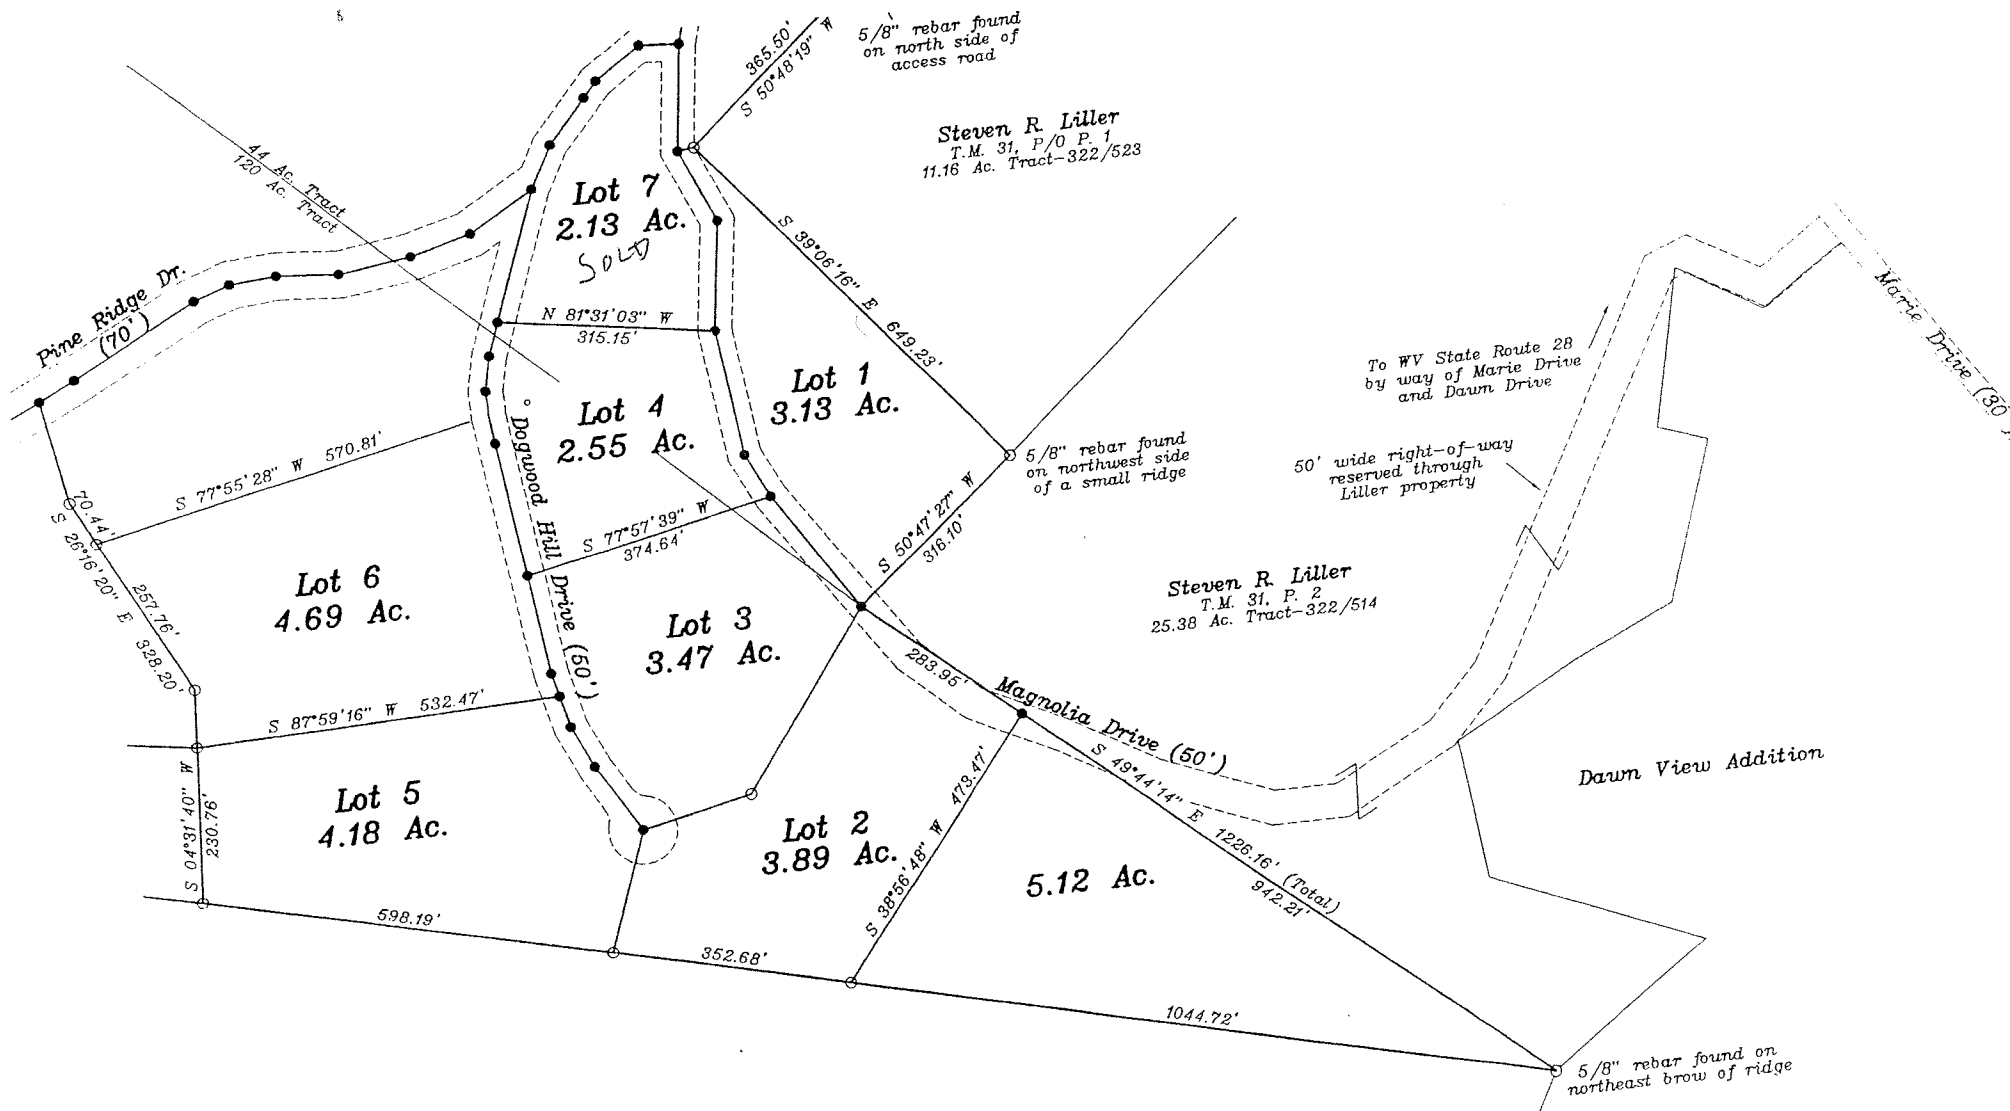 365.50'
S 50°48'19" W
5/8" rebar found
on north side of
access road
Steven R. Liller
T.M. 31, P/O P. 1
11.16 Ac. Tract-322/523
44 Ac. Tract
120 Ac. Tract
Lot 7
2.13 Ac.
SOLD
S 39°06'16" E 649.23'
Pine Ridge Dr.
(70')
N 81°31'03" W
315.15'
Marie Drive (30'
To WV State Route 28
by way of Marie Drive
and Dawn Drive
Lot 1
3.13 Ac.
Lot 4
2.55 Ac.
Dogwood Hill Drive (50')
S 77°55'28" W 570.81'
5/8" rebar found
on northwest side
of a small ridge
50' wide right-of-way
reserved through
Liller property
70.44'
S 26°16'20" E 328.20'
257.76'
S 77°57'39" W
374.64'
S 50°47'27" W
316.10'
Lot 6
4.69 Ac.
Steven R. Liller
T.M. 31, P. 2
25.38 Ac. Tract-322/514
Lot 3
3.47 Ac.
283.95'
Magnolia Drive (50')
S 87°59'16" W 532.47'
S 49°44'14" E 1226.16' (Total)
942.21'
Dawn View Addition
S 04°31'40" W
230.76'
Lot 5
4.18 Ac.
Lot 2
3.89 Ac.
S 38°56'48" W 473.47'
5.12 Ac.
598.19'
352.68'
1044.72'
5/8" rebar found on
northeast brow of ridge